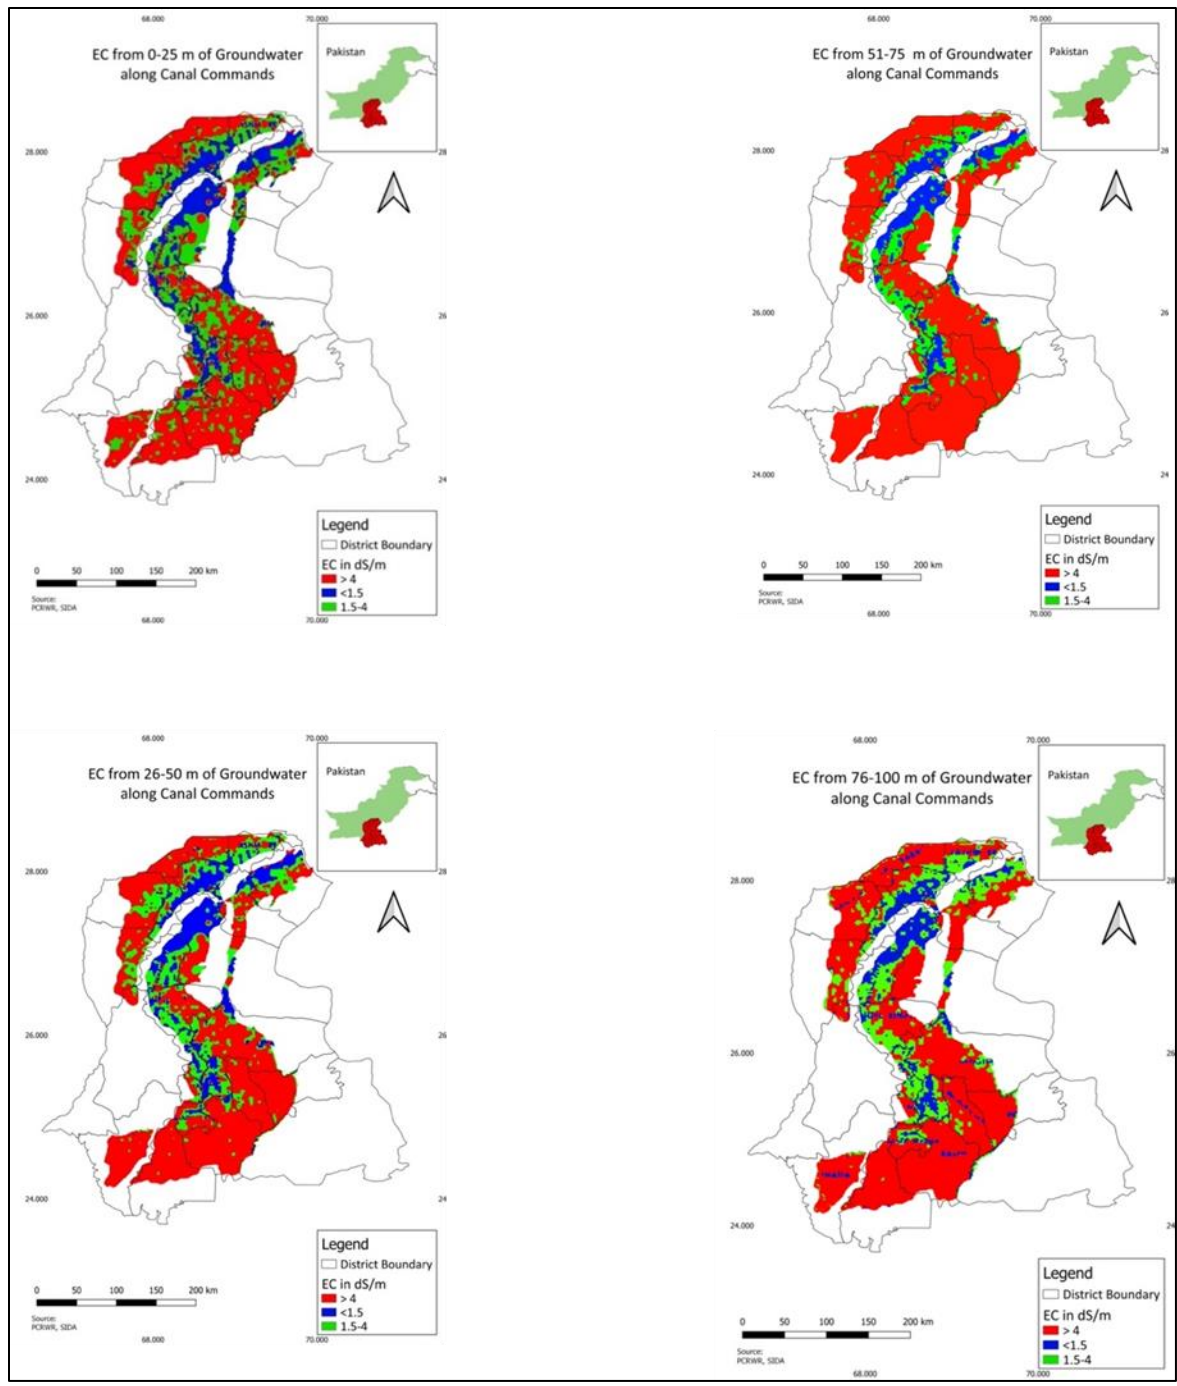 68.000
70.000
EC from 0-25 m of Groundwater
along Canal Commands
Pakistan
28.000
26.000
24.000
24
Legend
District Boundary
EC in dS/m
> 4
<1.5
1.5-4
0 50 100 150 200 km
Source:
PCRWR, SIDA
68.000
70.000
68.000
70.000
EC from 51-75 m of Groundwater
along Canal Commands
Pakistan
28.000
28
26.000
26
24.000
24
Legend
District Boundary
EC in dS/m
> 4
<1.5
1.5-4
0 50 100 150 200 km
Source:
PCRWR, SIDA
68.000
70.000
68.000
70.000
EC from 26-50 m of Groundwater
along Canal Commands
Pakistan
28.000
26.000
24.000
24
Legend
District Boundary
EC in dS/m
> 4
<1.5
1.5-4
0 50 100 150 200 km
Source:
PCRWR, SIDA
68.000
70.000
68.000
70.000
EC from 76-100 m of Groundwater
along Canal Commands
Pakistan
28.000
28
26.000
26
24.000
24
Legend
District Boundary
EC in dS/m
> 4
<1.5
1.5-4
0 50 100 150 200 km
Source:
PCRWR, SIDA
68.000
70.000